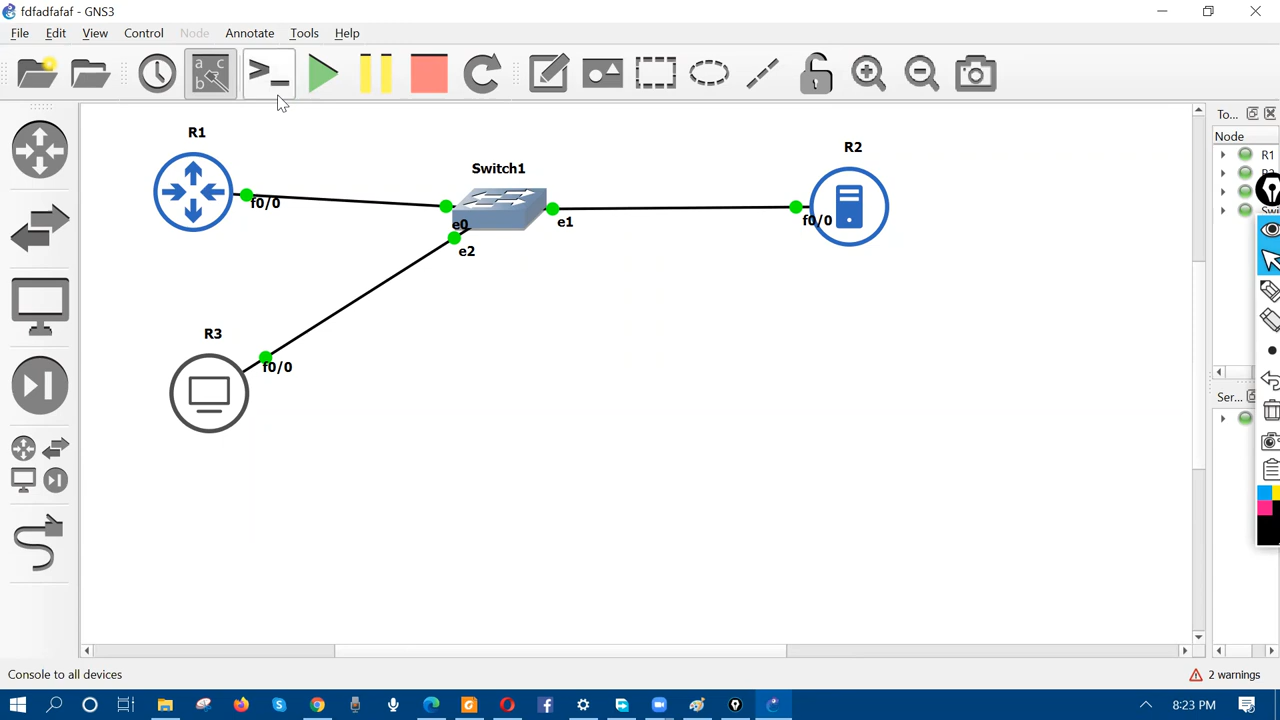 fdfadfafaf - GNS3
File Edit View Control Node Annotate Tools Help
a c
b
>_
R1
f0/0
Switch1
e0
e1
e2
R2
f0/0
R3
f0/0
To...
Node
R1
Ser...
Console to all devices
2 warnings
8:23 PM